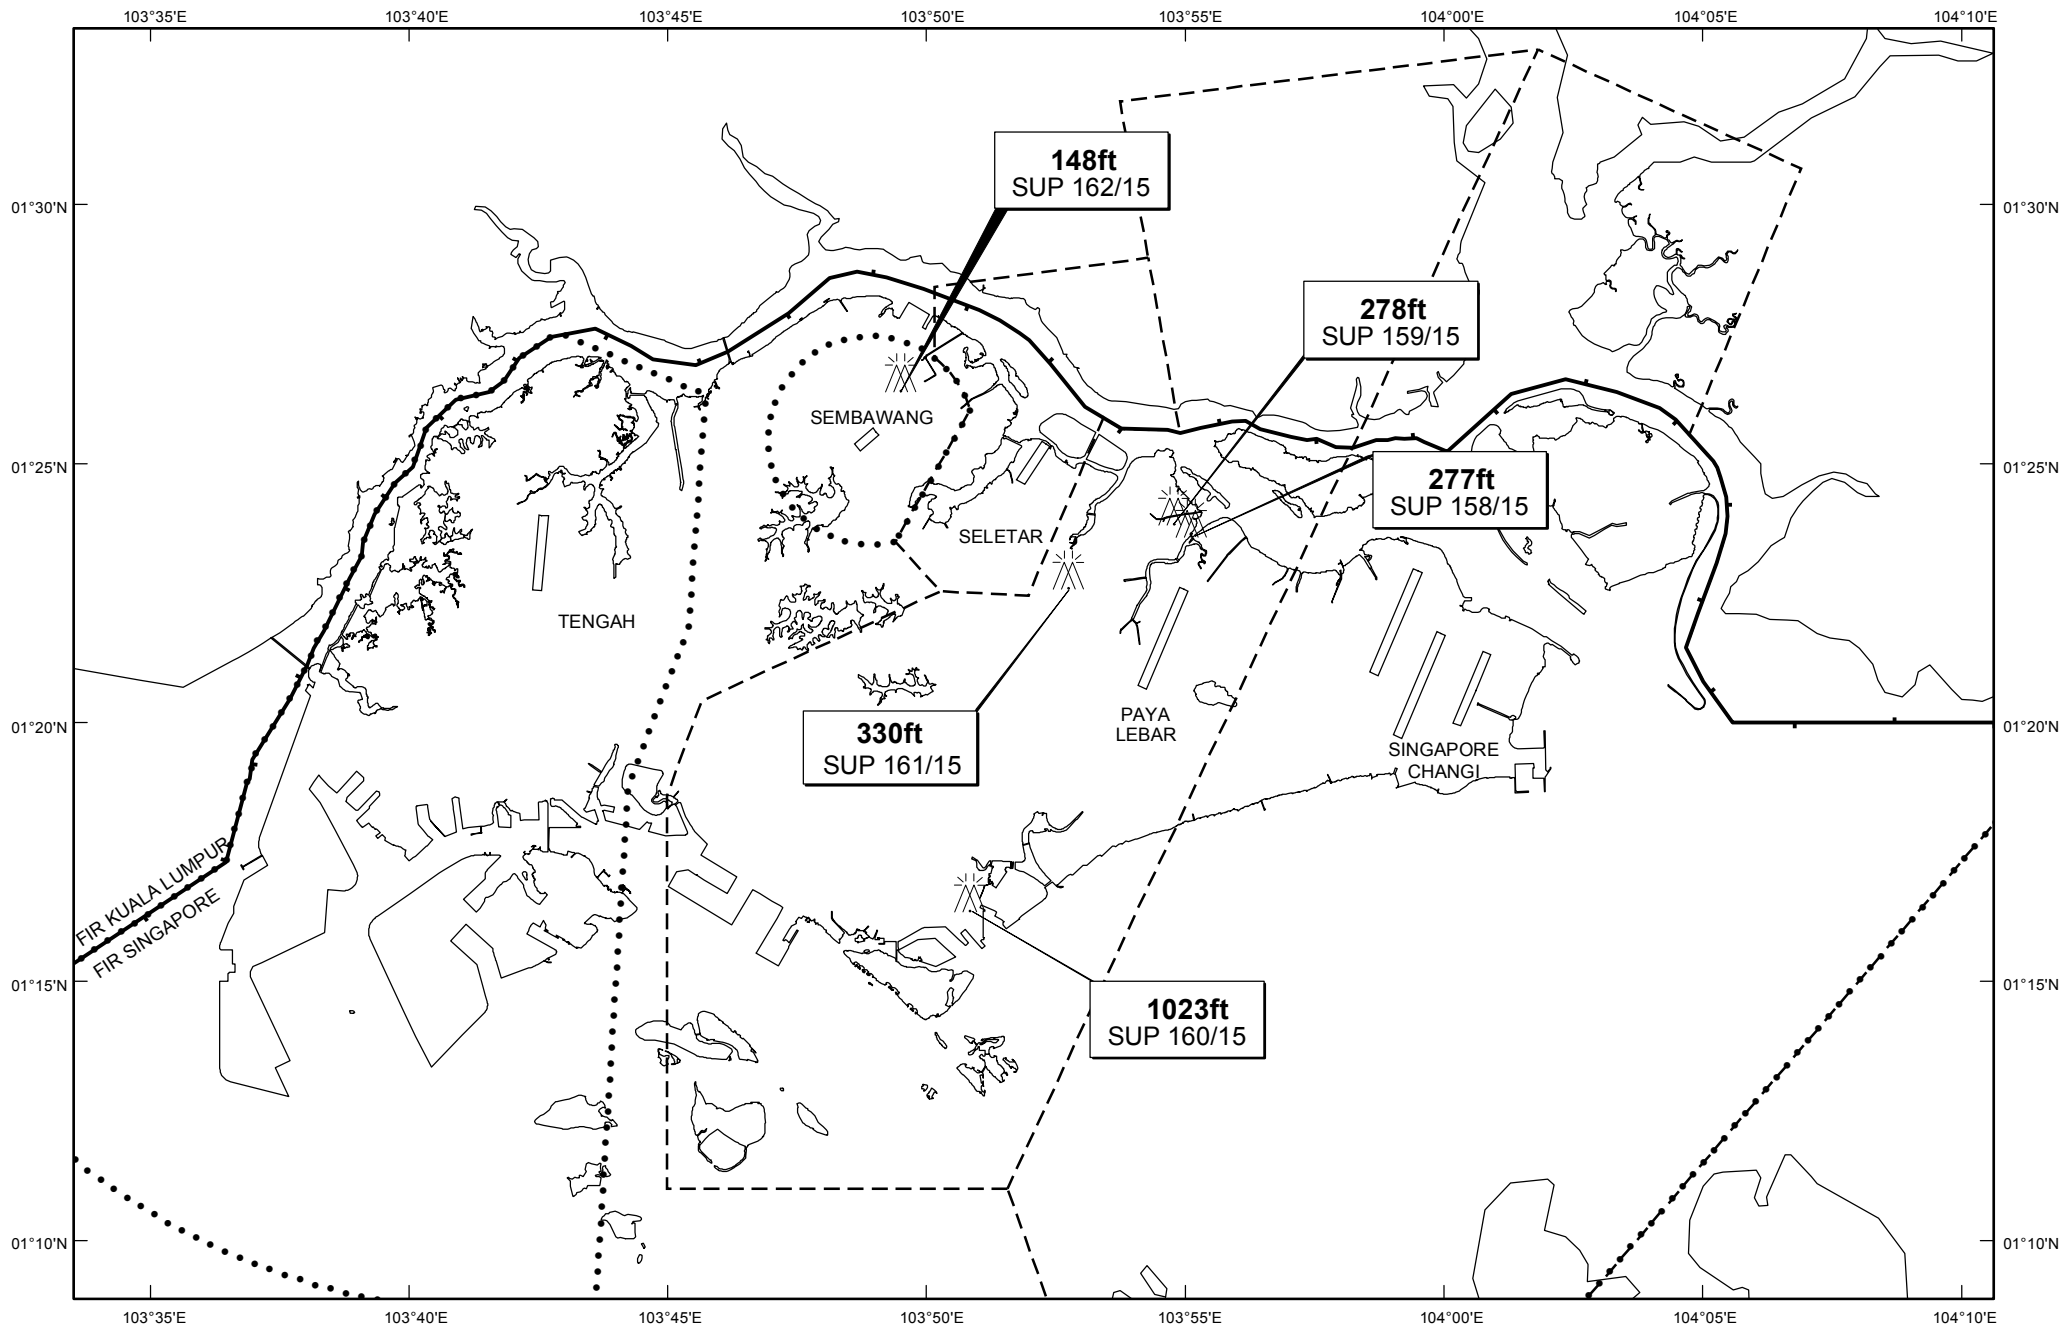 103°35'E
103°40'E
103°45'E
103°50'E
103°55'E
104°00'E
104°05'E
104°10'E
148ft
SUP 162/15
01°30'N
01°30'N
278ft
SUP 159/15
SEMBAWANG
01°25'N
01°25'N
277ft
SUP 158/15
SELETAR
TENGAH
01°20'N
330ft
SUP 161/15
PAYA
LEBAR
SINGAPORE
CHANGI
01°20'N
FIR KUALA LUMPUR
FIR SINGAPORE
01°15'N
01°15'N
1023ft
SUP 160/15
01°10'N
01°10'N
103°35'E
103°40'E
103°45'E
103°50'E
103°55'E
104°00'E
104°05'E
104°10'E